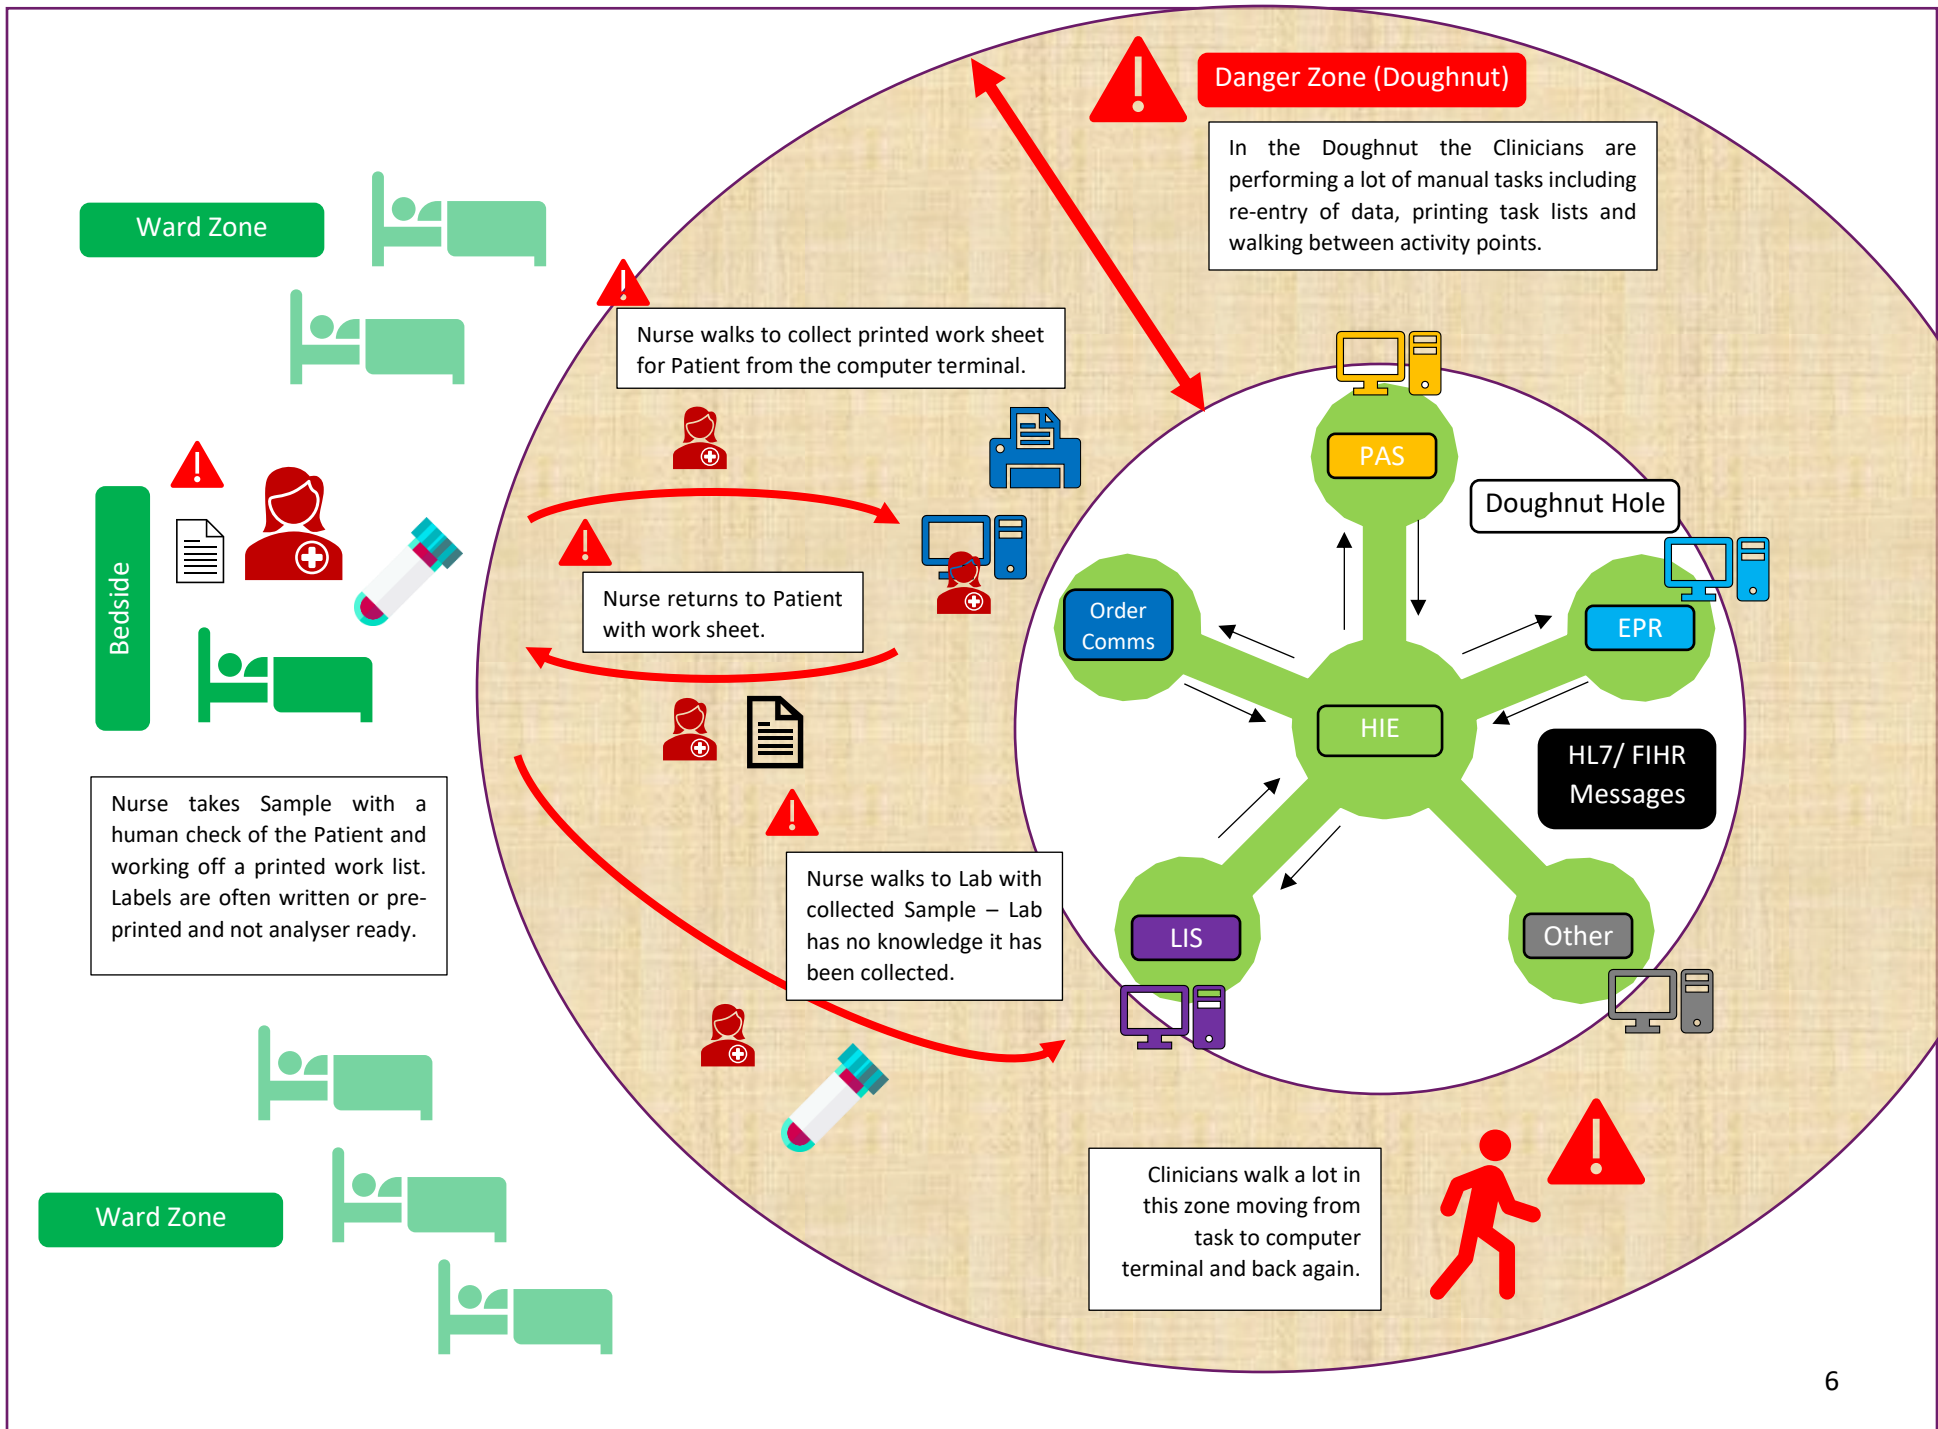 Danger Zone (Doughnut)
In the Doughnut the Clinicians are
performing a lot of manual tasks including
re-entry of data, printing task lists and
walking between activity points.
Ward Zone
Nurse walks to collect printed work sheet
for Patient from the computer terminal.
PAS
Doughnut Hole
Bedside
Nurse returns to Patient
with work sheet.
Order
Comms
EPR
HIE
HL7/ FIHR
Messages
Nurse takes Sample with a
human check of the Patient and
working off a printed work list.
Labels are often written or pre-
printed and not analyser ready.
Nurse walks to Lab with
collected Sample – Lab
has no knowledge it has
been collected.
LIS
Other
Clinicians walk a lot in
this zone moving from
task to computer
terminal and back again.
Ward Zone
6